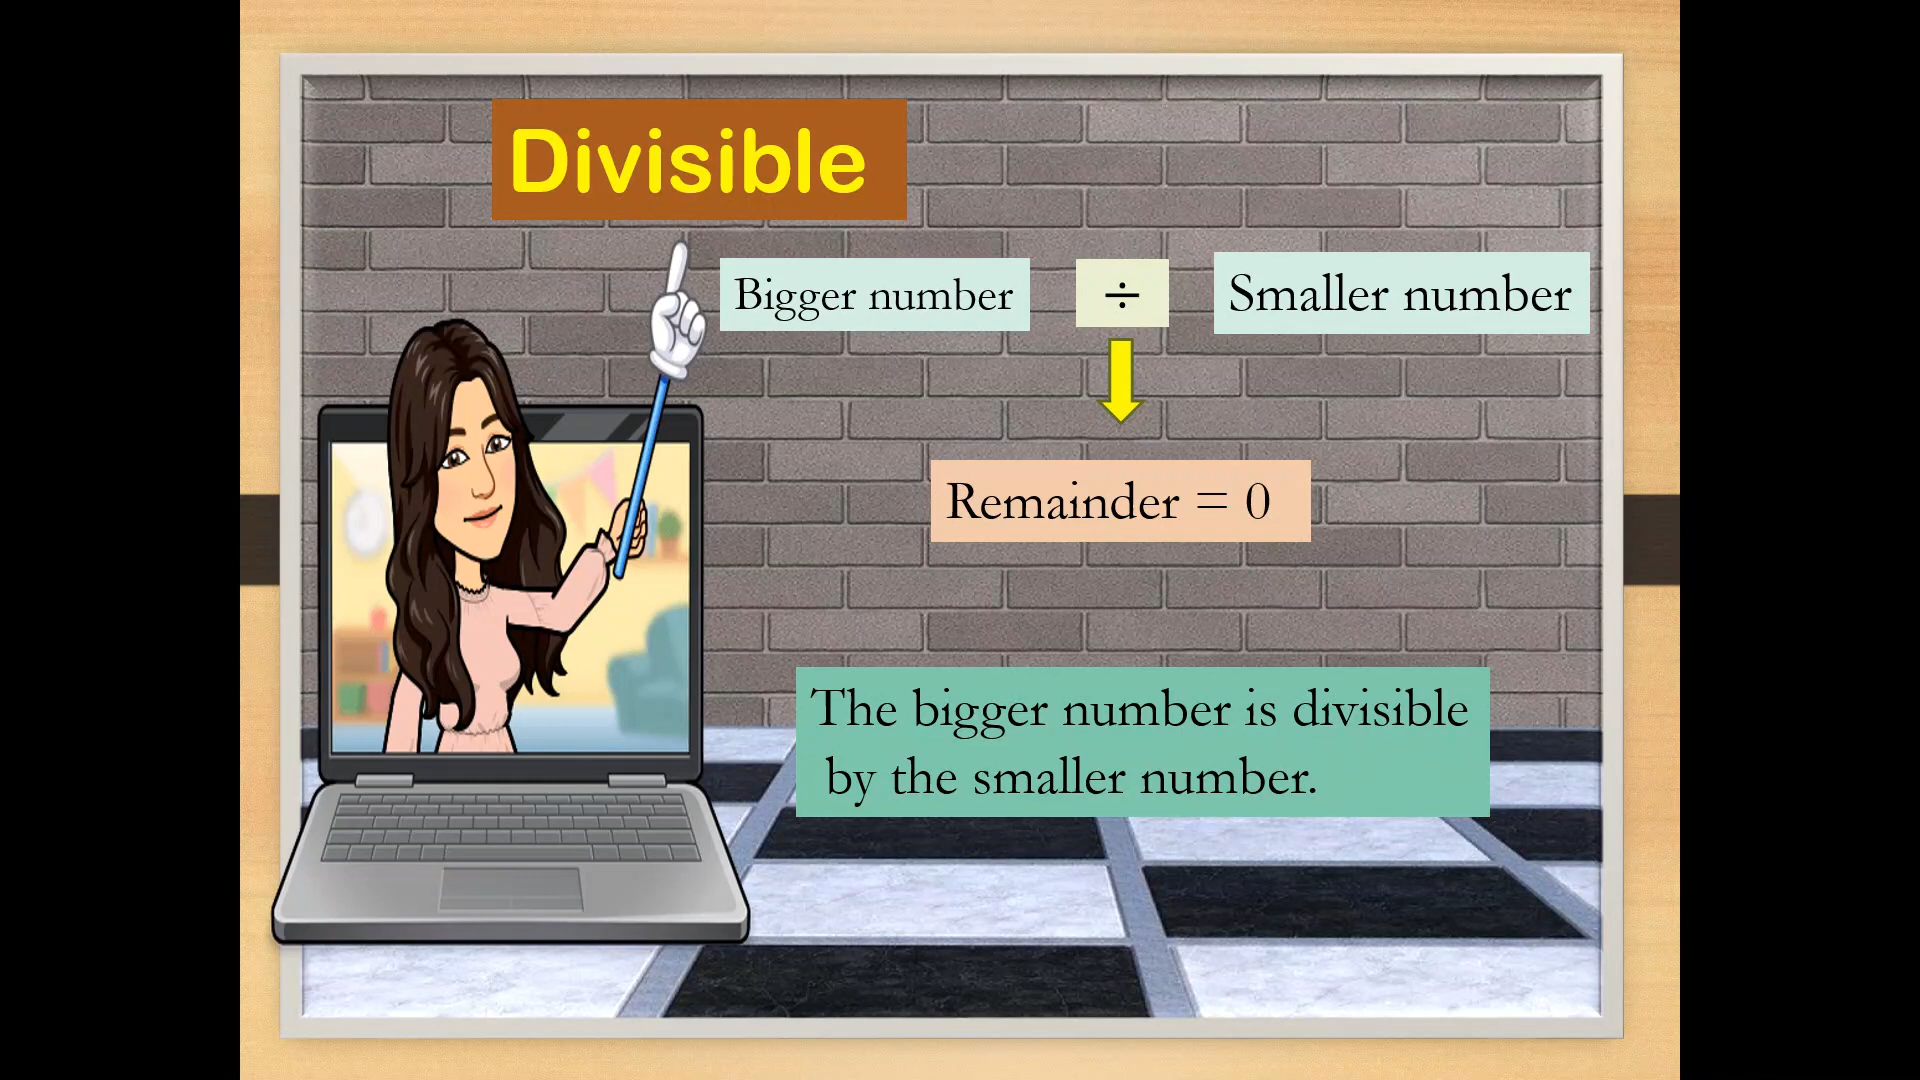 Divisible
Bigger number ÷ Smaller number
Remainder = 0
The bigger number is divisible
by the smaller number.